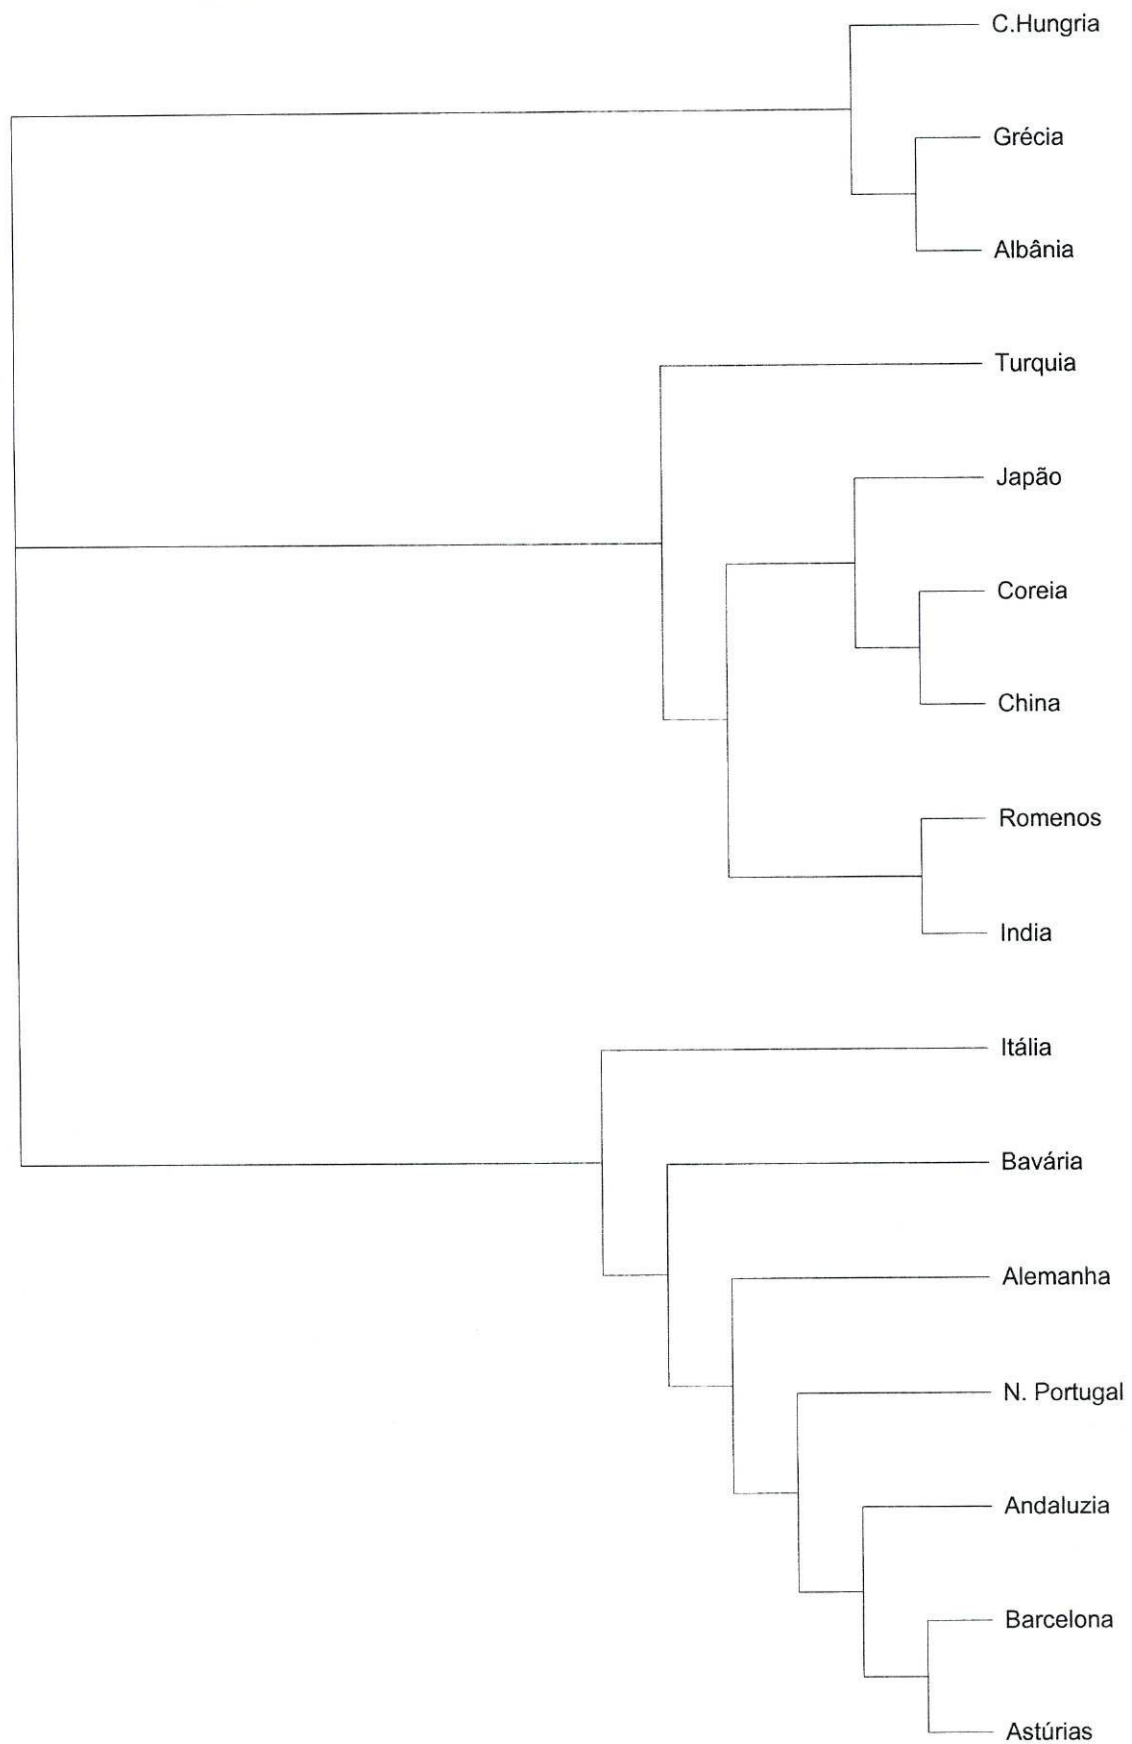 C.Hungria
Grécia
Albânia
Turquia
Japão
Coreia
China
Romenos
India
Itália
Bavária
Alemanha
N. Portugal
Andaluzia
Barcelona
Astúrias